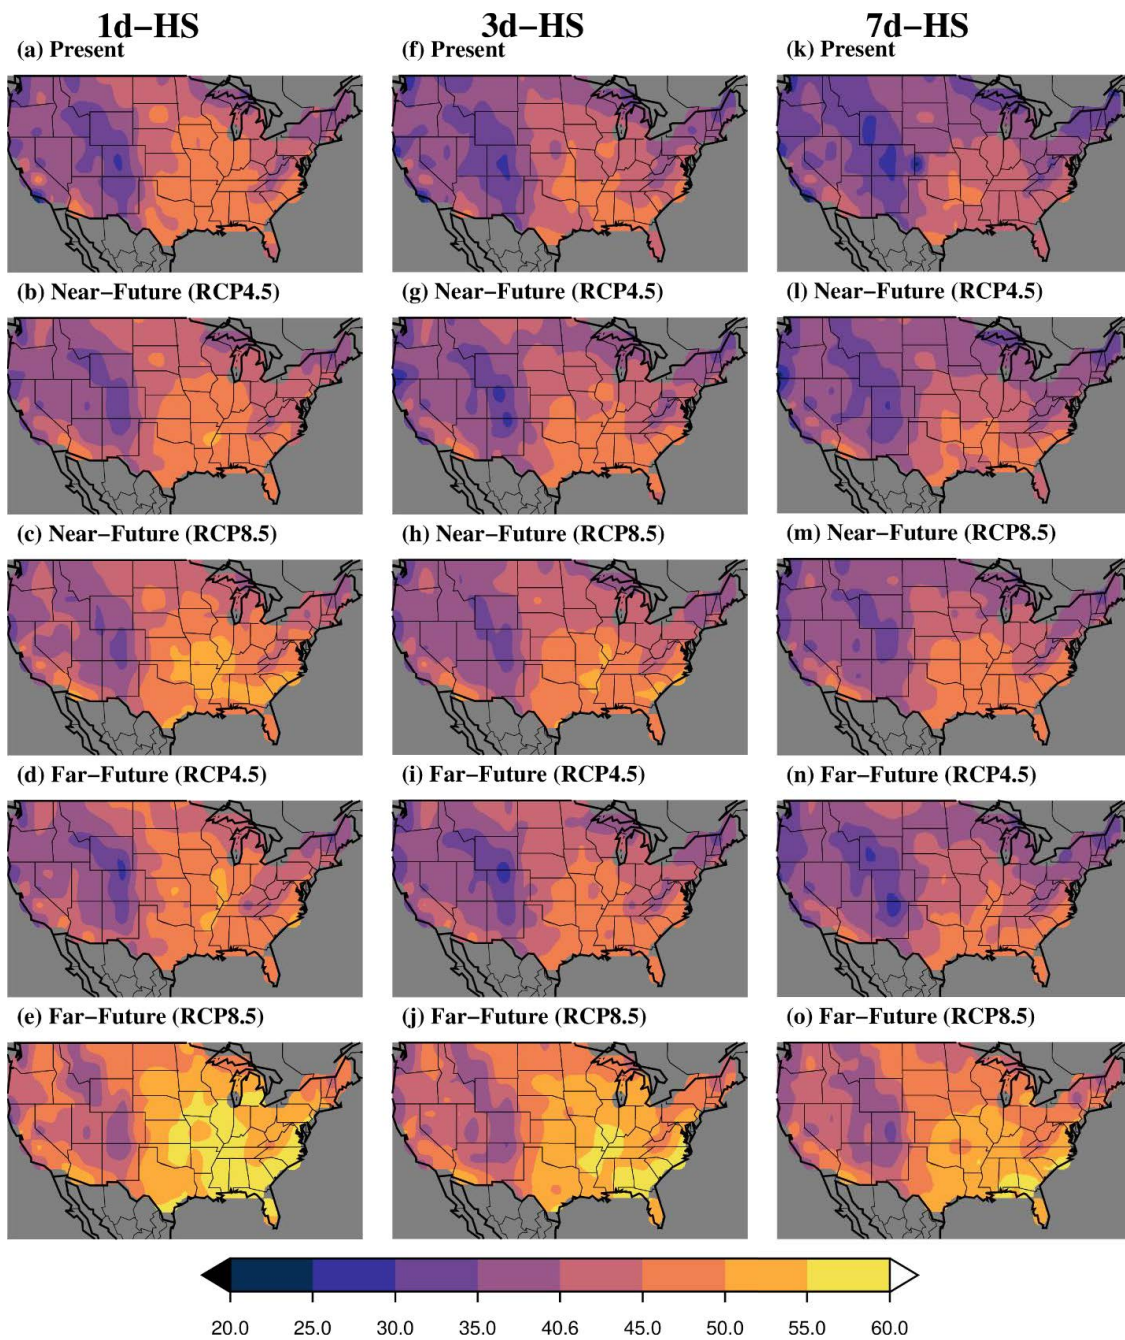 1d−HS 3d−HS 7d−HS
(a) Present (f) Present (k) Present
(b) Near−Future (RCP4.5) (g) Near−Future (RCP4.5) (l) Near−Future (RCP4.5)
(c) Near−Future (RCP8.5) (h) Near−Future (RCP8.5) (m) Near−Future (RCP8.5)
(d) Far−Future (RCP4.5) (i) Far−Future (RCP4.5) (n) Far−Future (RCP4.5)
(e) Far−Future (RCP8.5) (j) Far−Future (RCP8.5) (o) Far−Future (RCP8.5)
20.0 25.0 30.0 35.0 40.6 45.0 50.0 55.0 60.0